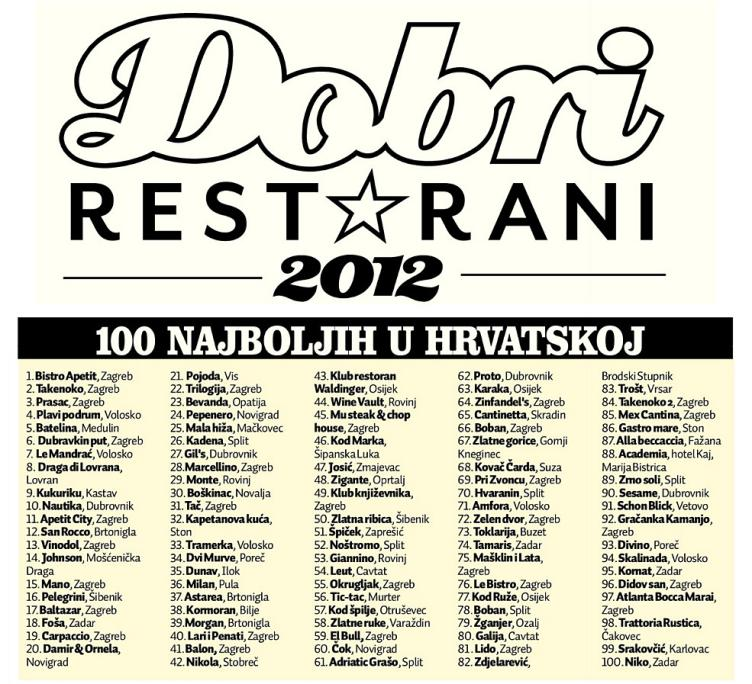 Dobri
REST☆RANI
2012
100 NAJBOLJIH U HRVATSKOJ
1. Bistro Apetit, Zagreb
2. Takenoko, Zagreb
3. Prasac, Zagreb
4. Plavi podrum, Volosko
5. Batelina, Medulin
6. Dubravkin put, Zagreb
7. Le Mandrać, Volosko
8. Draga di Lovrana,
Lovran
9. Kukuriku, Kastav
10. Nautika, Dubrovnik
11. Apetit City, Zagreb
12. San Rocco, Brtonigla
13. Vinodol, Zagreb
14. Johnson, Mošćenička
Draga
15. Mano, Zagreb
16. Pelegrini, Šibenik
17. Baltazar, Zagreb
18. Foša, Zadar
19. Carpaccio, Zagreb
20. Damir & Ornela,
Novigrad
21. Pojoda, Vis
22. Trilogija, Zagreb
23. Bevanda, Opatija
24. Pepenero, Novigrad
25. Mala hiža, Mačkovec
26. Kadena, Split
27. Gil's, Dubrovnik
28. Marcellino, Zagreb
29. Monte, Rovinj
30. Boškinac, Novalja
31. Tač, Zagreb
32. Kapetanova kuća,
Ston
33. Tramerka, Volosko
34. Dvi Murve, Poreč
35. Dunav, Ilok
36. Milan, Pula
37. Astarea, Brtonigla
38. Kormoran, Bilje
39. Morgan, Brtonigla
40. Lari i Penati, Zagreb
41. Balon, Zagreb
42. Nikola, Stobreč
43. Klub restoran
Waldinger, Osijek
44. Wine Vault, Rovinj
45. Mu steak & chop
house, Zagreb
46. Kod Marka,
Šipanska Luka
47. Josić, Zmajevac
48. Zigante, Oprtalj
49. Klub književnika,
Zagreb
50. Zlatna ribica, Šibenik
51. Špiček, Zaprešić
52. Noštromo, Split
53. Giannino, Rovinj
54. Leut, Cavtat
55. Okrugljak, Zagreb
56. Tic-tac, Murter
57. Kod špilje, Otruševec
58. Zlatne ruke, Varaždin
59. El Bull, Zagreb
60. Čok, Novigrad
61. Adriatic Grašo, Split
62. Proto, Dubrovnik
63. Karaka, Osijek
64. Zinfandel's, Zagreb
65. Cantinetta, Skradin
66. Boban, Zagreb
67. Zlatne gorice, Gornji
Kneginec
68. Kovač Čarda, Suza
69. Pri Zvoncu, Zagreb
70. Hvaranin, Split
71. Amfora, Volosko
72. Zelen dvor, Zagreb
73. Toklarija, Buzet
74. Tamaris, Zadar
75. Mašklin i Lata,
Zagreb
76. Le Bistro, Zagreb
77. Kod Ruže, Osijek
78. Boban, Split
79. Žganjer, Ozalj
80. Galija, Cavtat
81. Lido, Zagreb
82. Zdjelarević,
Brodski Stupnik
83. Trošt, Vrsar
84. Takenoko 2, Zagreb
85. Mex Cantina, Zagreb
86. Gastro mare, Ston
87. Alla beccaccia, Fažana
88. Academia, hotel Kaj,
Marija Bistrica
89. Zrno soli, Split
90. Sesame, Dubrovnik
91. Schon Blick, Vetovo
92. Gračanka Kamanjo,
Zagreb
93. Divino, Poreč
94. Skalinada, Volosko
95. Kornat, Zadar
96. Didov san, Zagreb
97. Atlanta Bocca Marai,
Zagreb
98. Trattoria Rustica,
Čakovec
99. Srakovčić, Karlovac
100. Niko, Zadar